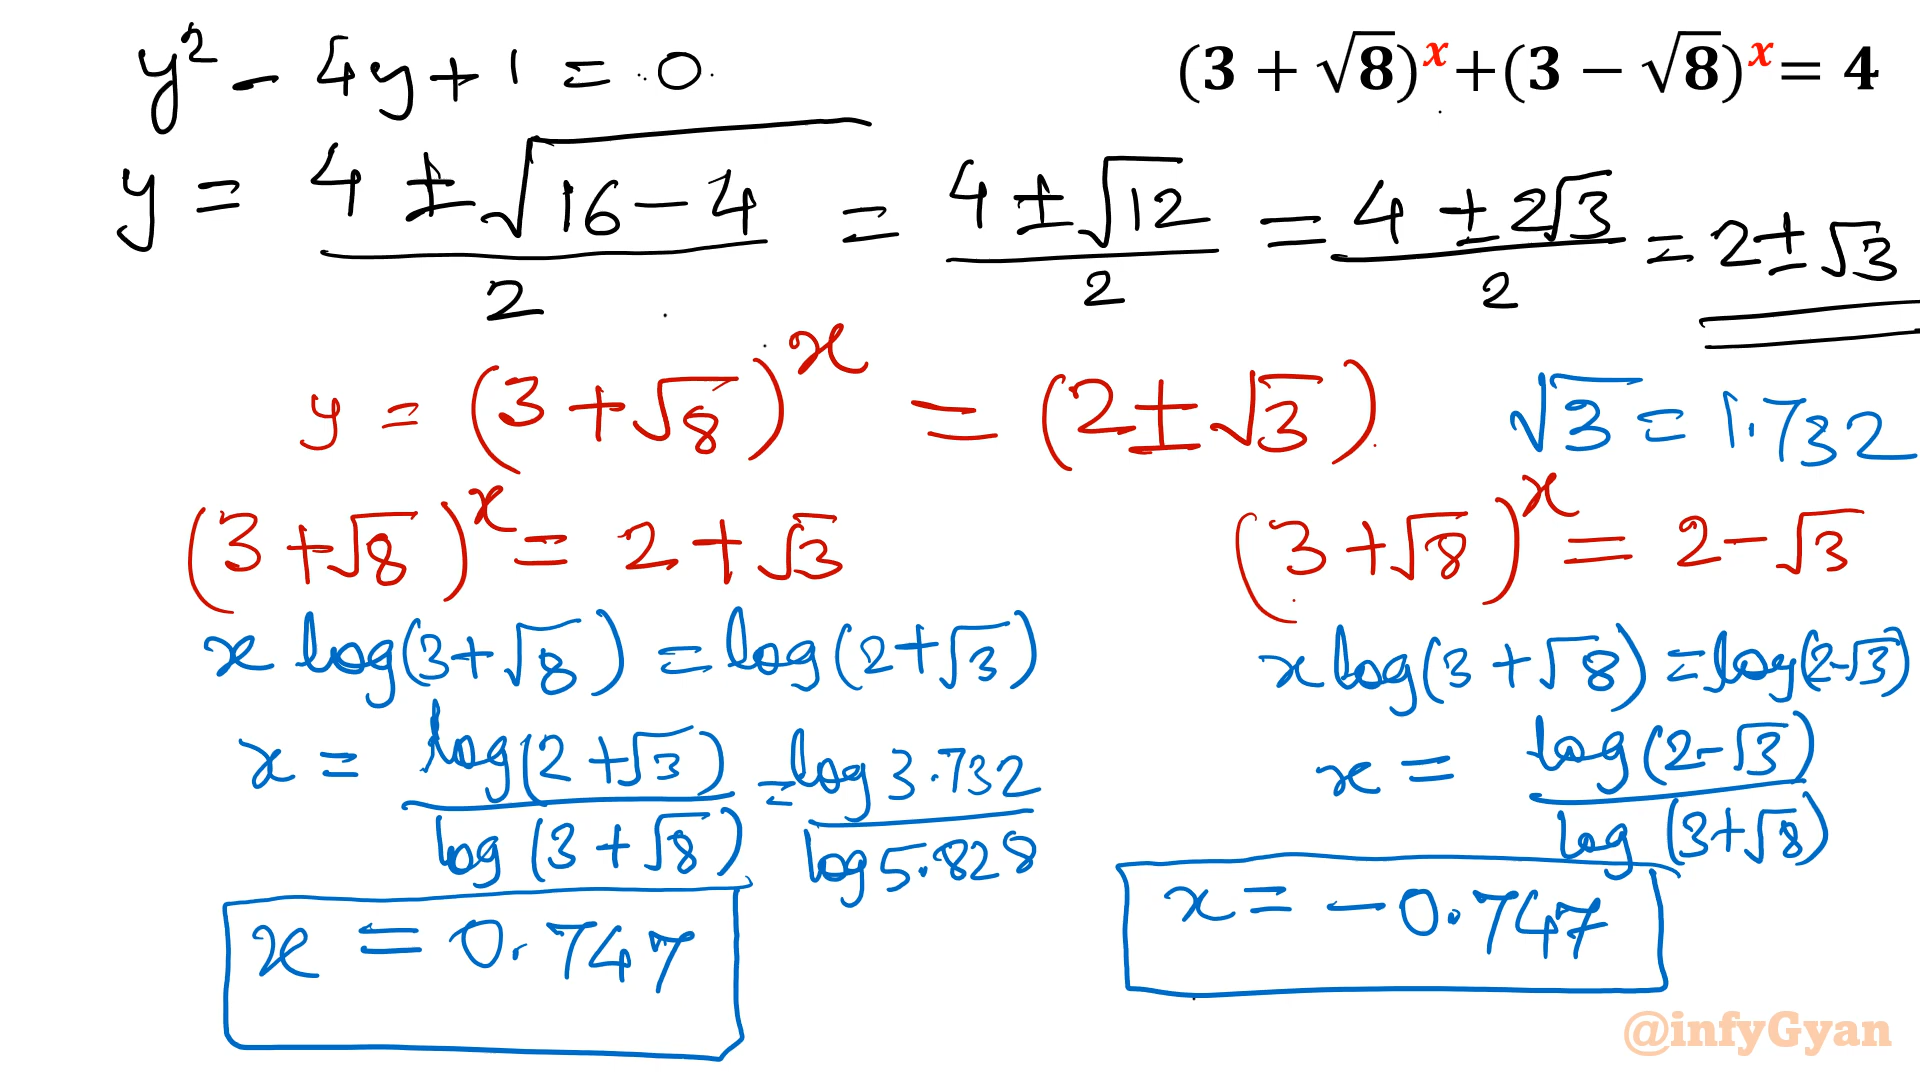 y² - 4y + 1 = 0
(3 + √8)ˣ+(3 − √8)ˣ= 4
y = (4 ± √(16 - 4))/2 = (4 ± √12)/2 = (4 ± 2√3)/2 = 2 ± √3
y = (3 + √8)ˣ = (2 ± √3)
√3 = 1.732
(3 + √8)ˣ = 2 + √3
(3 + √8)ˣ = 2 - √3
x log(3 + √8) = log(2 + √3)
x log(3 + √8) = log(2 - √3)
x = log(2 + √3)/log(3 + √8) = log 3.732/log 5.828
x = log(2 - √3)/log(3 + √8)
x = 0.747
x = - 0.747
@infyGyan